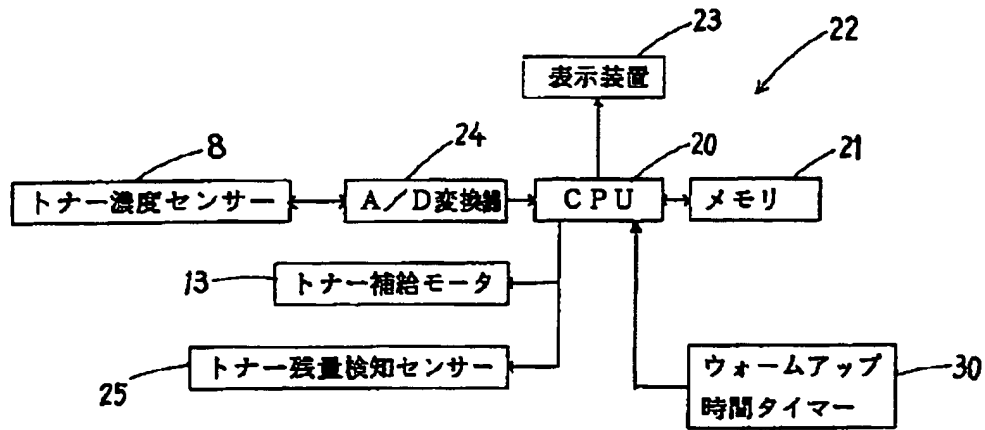 23
22
表示装置
8
24
20
21
トナー濃度センサー
A／D変換器
CPU
メモリ
13
トナー補給モータ
25
トナー残量検知センサー
ウォームアップ
時間タイマー
30